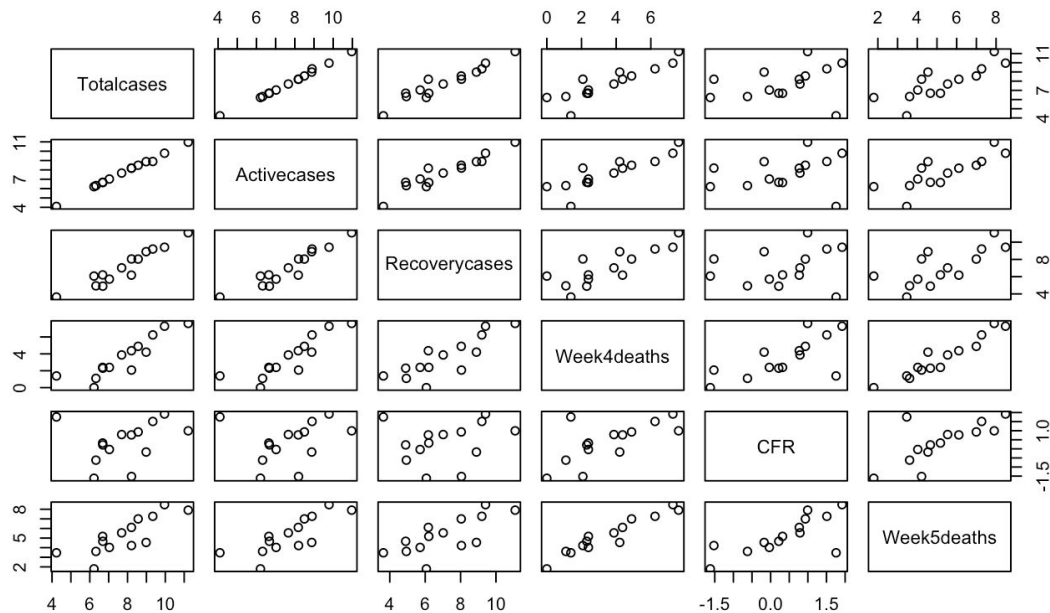 4 6 8 10
0 2 4 6
2 4 6 8
Totalcases
4 7 9 11
4 7 11
Activecases
Recoverycases
4 8
0 4
Week4deaths
CFR
-1.5 1.0
2 5 8
Week5deaths
4 6 8 10
4 6 8 10
-1.5 0.0 1.5